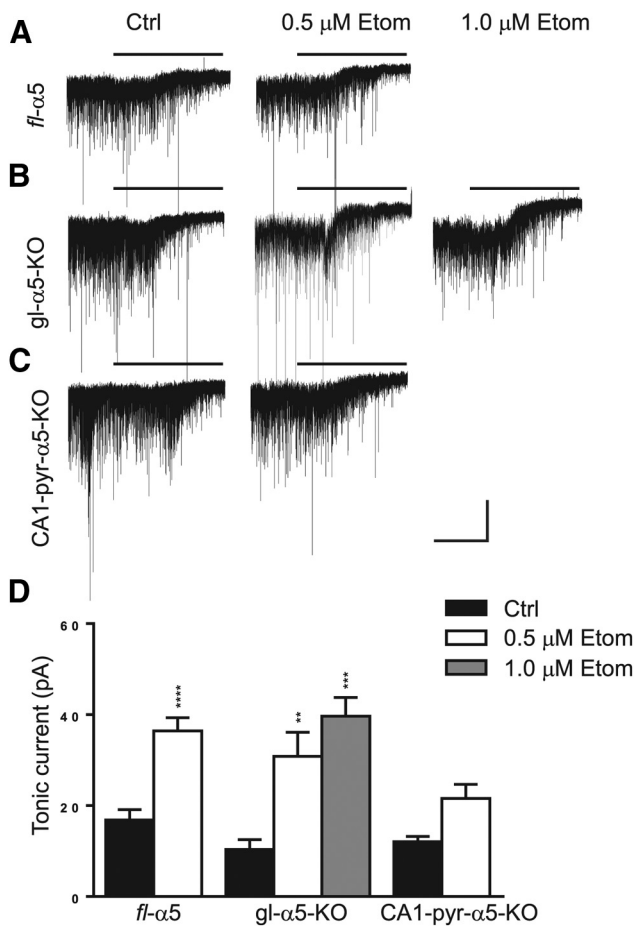 A
Ctrl
0.5 μM Etom
1.0 μM Etom
fl-α5
B
gl-α5-KO
C
CA1-pyr-α5-KO
D
Ctrl
0.5 μM Etom
1.0 μM Etom
Tonic current (pA)
60
40
20
0
****
**
***
fl-α5
gl-α5-KO
CA1-pyr-α5-KO